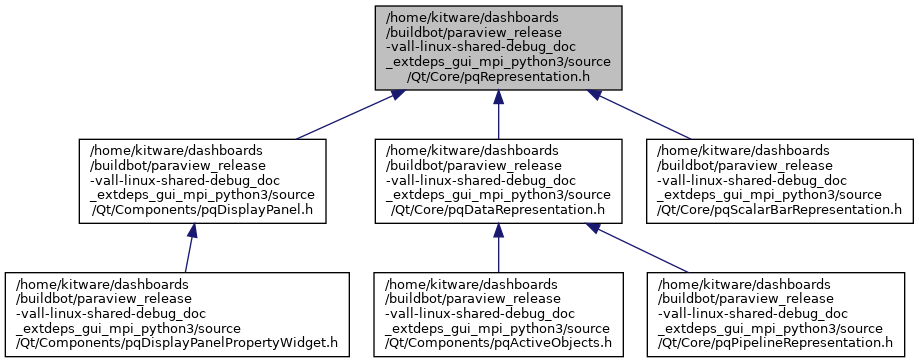 /home/kitware/dashboards
/buildbot/paraview_release
-vall-linux-shared-debug_doc
_extdeps_gui_mpi_python3/source
/Qt/Core/pqRepresentation.h
/home/kitware/dashboards
/buildbot/paraview_release
-vall-linux-shared-debug_doc
_extdeps_gui_mpi_python3/source
/Qt/Components/pqDisplayPanel.h
/home/kitware/dashboards
/buildbot/paraview_release
-vall-linux-shared-debug_doc
_extdeps_gui_mpi_python3/source
/Qt/Core/pqDataRepresentation.h
/home/kitware/dashboards
/buildbot/paraview_release
-vall-linux-shared-debug_doc
_extdeps_gui_mpi_python3/source
/Qt/Core/pqScalarBarRepresentation.h
/home/kitware/dashboards
/buildbot/paraview_release
-vall-linux-shared-debug_doc
_extdeps_gui_mpi_python3/source
/Qt/Components/pqDisplayPanelPropertyWidget.h
/home/kitware/dashboards
/buildbot/paraview_release
-vall-linux-shared-debug_doc
_extdeps_gui_mpi_python3/source
/Qt/Components/pqActiveObjects.h
/home/kitware/dashboards
/buildbot/paraview_release
-vall-linux-shared-debug_doc
_extdeps_gui_mpi_python3/source
/Qt/Core/pqPipelineRepresentation.h